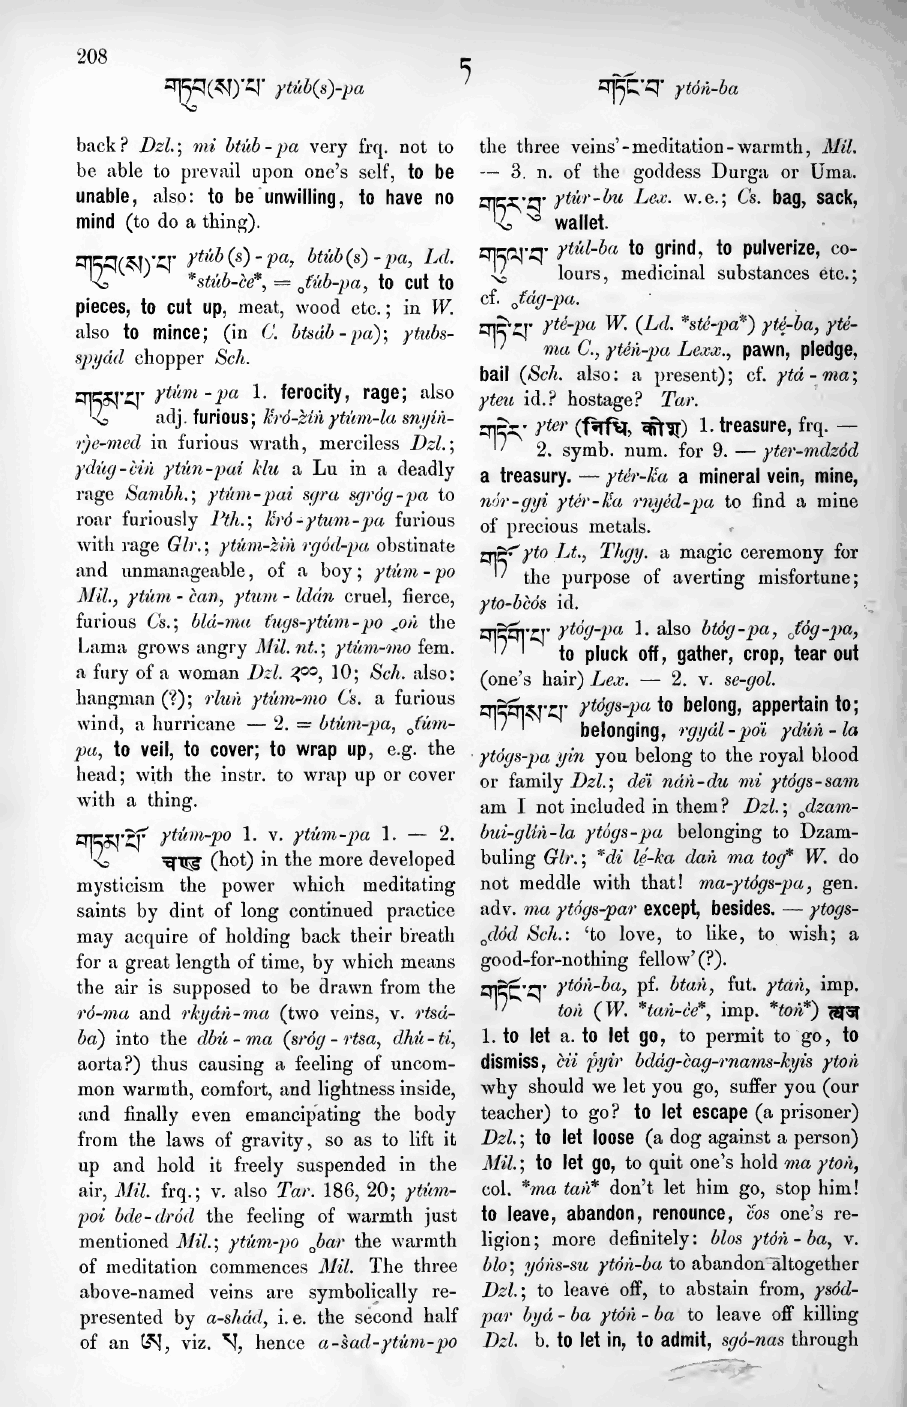 208
ད
གཏུབ(ས)་པ་ ɣtúb(s)-pa
གཏོང་བ་ ɣtóṅ-ba
back? Dzl.; mi btúb-pa very frq. not to
be able to prevail upon one's self, to be
unable, also: to be unwilling, to have no
mind (to do a thing).
གཏུབ(ས)་པ་ ɣtúb(s)-pa, btúb(s)-pa, Ld.
*stúb-c̀e*, = ₒt̔úb-pa, to cut to
pieces, to cut up, meat, wood etc.; in W.
also to mince; (in C. btsáb-pa); ɣtubs-
spyád chopper Sch.
གཏུམ་པ་ ɣtúm-pa 1. ferocity, rage; also
adj. furious; k̔ró-z̀iṅ ɣtúm-la snyiṅ-
rje-med in furious wrath, merciless Dzl.;
ɣdúg-c̀iṅ ɣtún-pai klu a Lu in a deadly
rage Sambh.; ɣtúm-pai sgra sgróg-pa to
roar furiously Pth.; k̔ró-ɣtum-pa furious
with rage Glr.; ɣtúm-z̀iṅ rgód-pa obstinate
and unmanageable, of a boy; ɣtúm-po
Mil., ɣtúm-c̀an, ɣtum-ldán cruel, fierce,
furious Cs.; blá-ma t̔ugs-ɣtúm-po ˬoṅ the
Lama grows angry Mil. nt.; ɣtúm-mo fem.
a fury of a woman Dzl. २००, 10; Sch. also:
hangman (?); rluṅ ɣtúm-mo Cs. a furious
wind, a hurricane — 2. = btúm-pa, ₒt̔úm-
pa, to veil, to cover; to wrap up, e.g. the
head; with the instr. to wrap up or cover
with a thing.
གཏུམ་པོ་ ɣtúm-po 1. v. ɣtúm-pa 1. — 2.
चण्ड (hot) in the more developed
mysticism the power which meditating
saints by dint of long continued practice
may acquire of holding back their breath
for a great length of time, by which means
the air is supposed to be drawn from the
ró-ma and rkyáṅ-ma (two veins, v. rtsá-
ba) into the dbú-ma (sróg-rtsa, dhú-ti,
aorta?) thus causing a feeling of uncom-
mon warmth, comfort, and lightness inside,
and finally even emancipating the body
from the laws of gravity, so as to lift it
up and hold it freely suspended in the
air, Mil. frq.; v. also Tar. 186, 20; ɣtúm-
poi bde-dród the feeling of warmth just
mentioned Mil.; ɣtúm-po ₒbar the warmth
of meditation commences Mil. The three
above-named veins are symbolically re-
presented by a-shád, i.e. the second half
of an ཨ, viz. hence a-s̀ad-ɣtúm-po
the three veins'-meditation-warmth, Mil.
— 3. n. of the goddess Durga or Uma.
གཏུར་བུ་ ɣtúr-bu Lex. w.e.; Cs. bag, sack,
wallet.
གཏུལ་བ་ ɣtúl-ba to grind, to pulverize, co-
lours, medicinal substances etc.;
cf. ₒt̔ág-pa.
གཏེ་པ་ ɣté-pa W. (Ld. *sté-pa*) ɣtẹ́-ba, ɣté-
ma C., ɣtéṅ-pa Lexx., pawn, pledge,
bail (Sch. also: a present); cf. ɣtá-ma;
ɣteu id.? hostage? Tar.
གཏེར་ ɣter (निधि, कोश) 1. treasure, frq. —
2. symb. num. for 9. — ɣter-mdzód
a treasury. — ɣtér-k̔a a mineral vein, mine,
nór-gyi ɣtér-k̔a rnyéd-pa to find a mine
of precious metals.
གཏོ་ ɣto Lt., Thgy. a magic ceremony for
the purpose of averting misfortune;
ɣto-bc̀ós id.
གཏོག་པ་ ɣtóg-pa 1. also btóg-pa, ₒt̔óg-pa,
to pluck off, gather, crop, tear out
(one's hair) Lex. — 2. v. se-gol.
གཏོགས་པ་ ɣtógs-pa to belong, appertain to;
belonging, rgyál-poï ɣdúṅ-la
ɣtógs-pa yin you belong to the royal blood
or family Dzl.; deï náṅ-du mi ɣtógs-sam
am I not included in them? Dzl.; ₒdzam-
bui-gliṅ-la ɣtógs-pa belonging to Dzam-
buling Glr.; *di lẹ́-ka daṅ ma tog* W. do
not meddle with that! ma-ɣtógs-pa, gen.
adv. ma ɣtógs-par except, besides. — ɣtogs-
ₒdód Sch.: 'to love, to like, to wish; a
good-for-nothing fellow' (?).
གཏོང་བ་ ɣtóṅ-ba, pf. btaṅ, fut. ɣtaṅ, imp.
toṅ (W. *taṅ-c̀e*, imp. *toṅ*) त्यज
1. to let a. to let go, to permit to go, to
dismiss, c̀ii p̔yir bdág-c̀ag-rnams-kyis ɣtoṅ
why should we let you go, suffer you (our
teacher) to go? to let escape (a prisoner)
Dzl.; to let loose (a dog against a person)
Mil.; to let go, to quit one's hold ma ɣtoṅ,
col. *ma taṅ* don't let him go, stop him!
to leave, abandon, renounce, c̀̔os one's re-
ligion; more definitely: blos ɣtóṅ-ba, v.
blo; yóṅs-su ɣtóṅ-ba to abandon altogether
Dzl.; to leave off, to abstain from, ɣsód-
par byá-ba ɣtóṅ-ba to leave off killing
Dzl. b. to let in, to admit, sgó-nas through